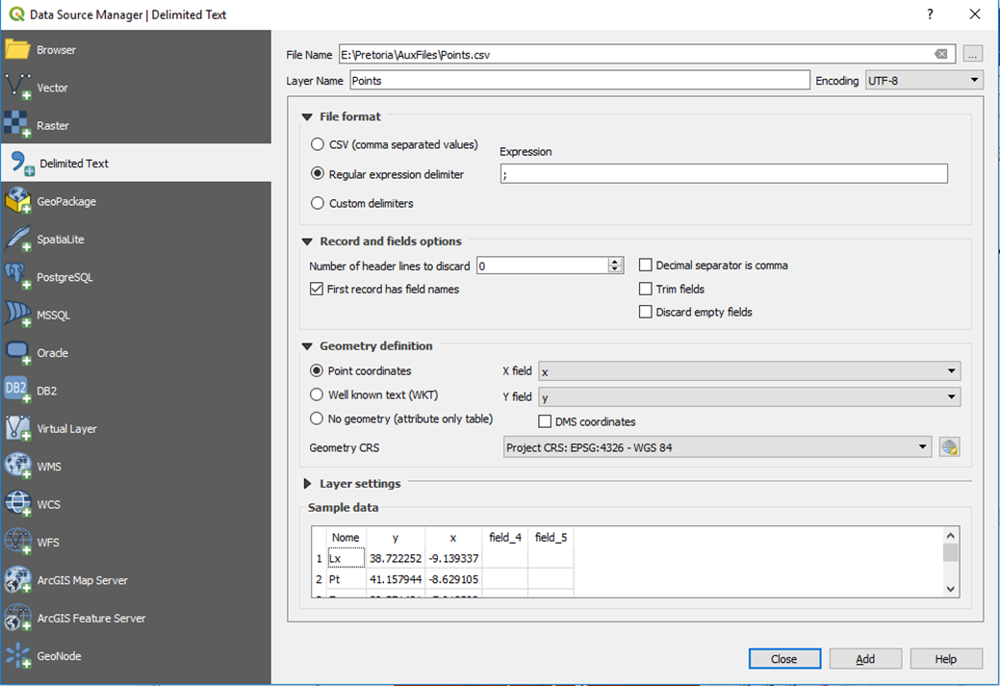 Data Source Manager | Delimited Text
?
Browser
Vector
Raster
Delimited Text
GeoPackage
SpatiaLite
PostgreSQL
MSSQL
Oracle
DB2
DB2
Virtual Layer
WMS
WCS
WFS
ArcGIS Map Server
ArcGIS Feature Server
GeoNode
File Name E:\Pretoria\AuxFiles\Points.csv ...
Layer Name Points Encoding UTF-8
File format
CSV (comma separated values)
Expression
Regular expression delimiter ;
Custom delimiters
Record and fields options
Number of header lines to discard 0 Decimal separator is comma
First record has field names Trim fields
Discard empty fields
Geometry definition
Point coordinates X field x
Well known text (WKT) Y field y
No geometry (attribute only table) DMS coordinates
Geometry CRS Project CRS: EPSG:4326 - WGS 84
Layer settings
Sample data
Nome y x field_4 field_5
1 Lx 38.722252 -9.139337
2 Pt 41.157944 -8.629105
Close Add Help